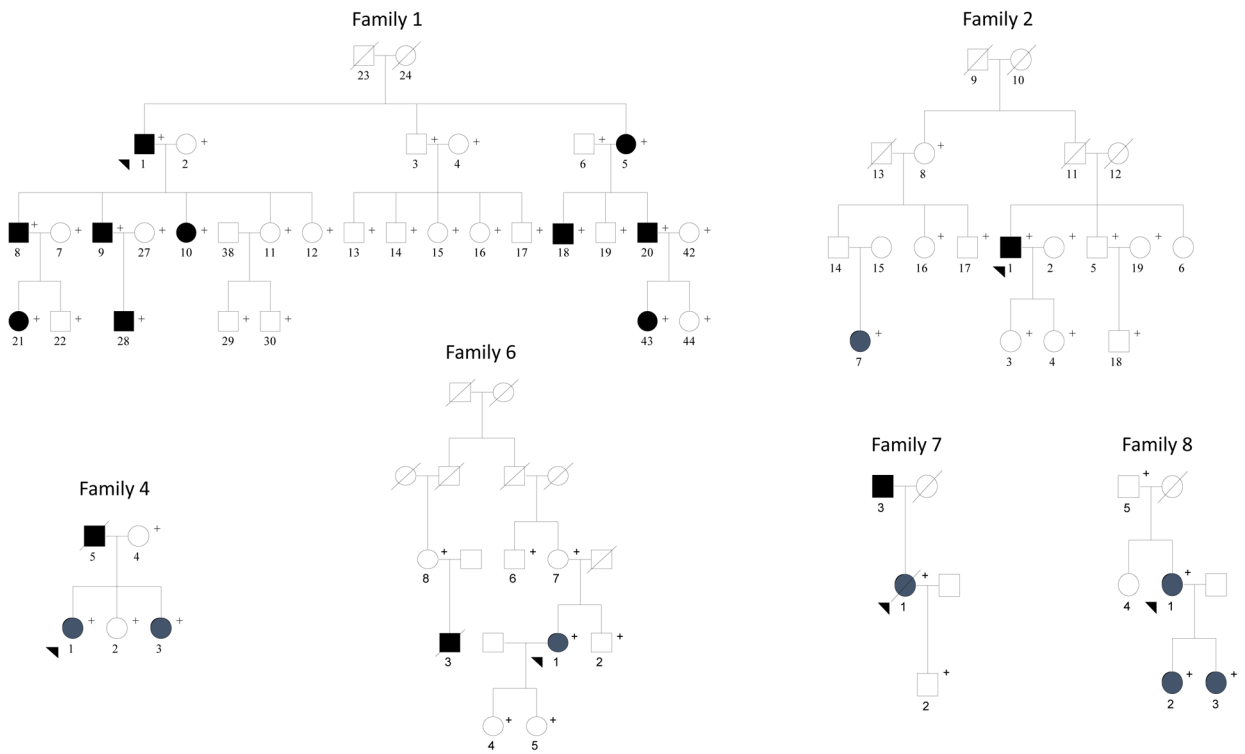 Family 1
Family 2
23 24
9 10
1 2 3 4 6 5
13 8 11 12
8 7 9 27 10 38 11 12 13 14 15 16 17 18 19 20 42
14 15 16 17 1 2 5 19 6
21 22 28 29 30 43 44
7 3 4 18
Family 6
Family 7
Family 8
Family 4
3
5
5 4
8 6 7
1
4 1
1 2 3
3 1 2
2
2 3
4 5